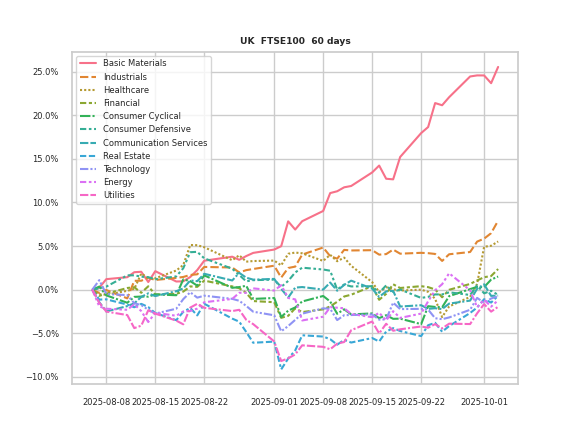 UK  FTSE100  60 days
Basic Materials
Industrials
Healthcare
Financial
Consumer Cyclical
Consumer Defensive
Communication Services
Real Estate
Technology
Energy
Utilities
25.0%
20.0%
15.0%
10.0%
5.0%
0.0%
−5.0%
−10.0%
2025-08-08 2025-08-15 2025-08-22 2025-09-01 2025-09-08 2025-09-15 2025-09-22 2025-10-01